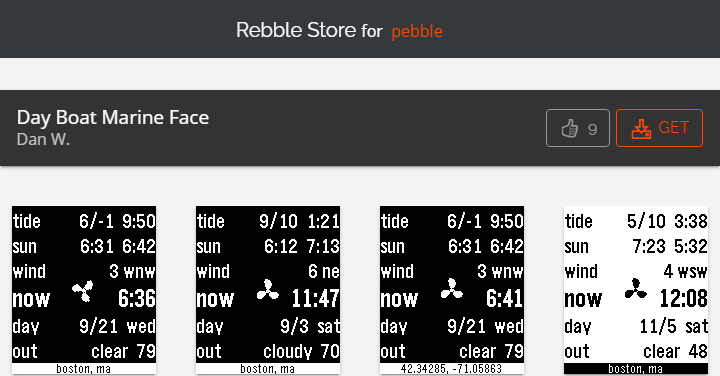 Rebble Store for pebble
Day Boat Marine Face
Dan W.
9
GET
tide 6/-1 9:50
sun 6:31 6:42
wind 3 wnw
now 6:36
day 9/21 wed
out clear 79
boston, ma
tide 9/10 1:21
sun 6:12 7:13
wind 6 ne
now 11:47
day 9/3 sat
out cloudy 70
boston, ma
tide 6/-1 9:50
sun 6:31 6:42
wind 3 wnw
now 6:41
day 9/21 wed
out clear 79
42.34285, -71.05863
tide 5/10 3:38
sun 7:23 5:32
wind 4 wsw
now 12:08
day 11/5 sat
out clear 48
boston, ma